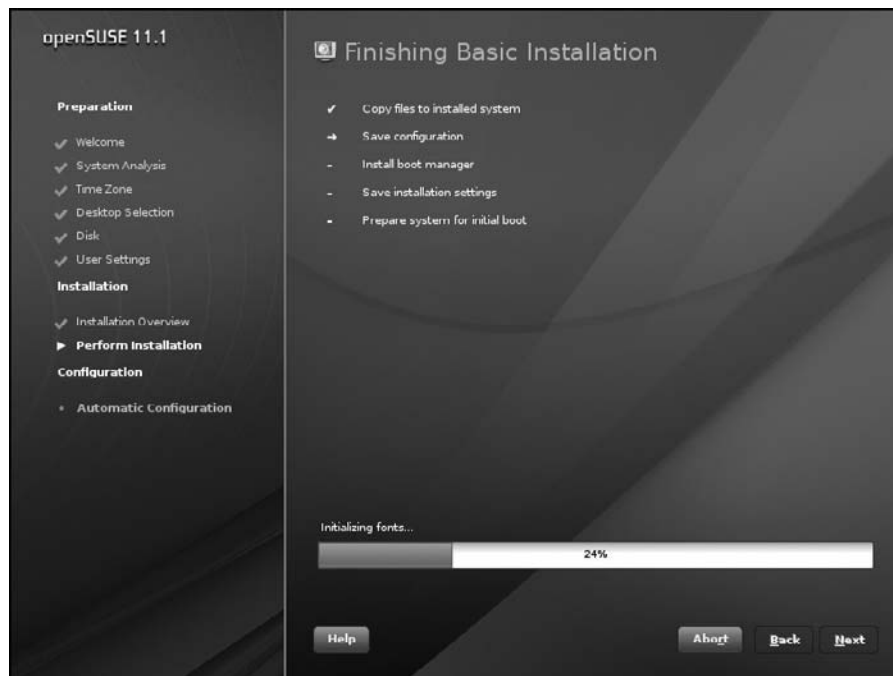 openSUSE 11.1
Preparation
Welcome
System Analysis
Time Zone
Desktop Selection
Disk
User Settings
Installation
Installation Overview
Perform Installation
Configuration
Automatic Configuration
Finishing Basic Installation
Copy files to installed system
Save configuration
Install boot manager
Save installation settings
Prepare system for initial boot
Initializing fonts...
24%
Help
Abort
Back
Next